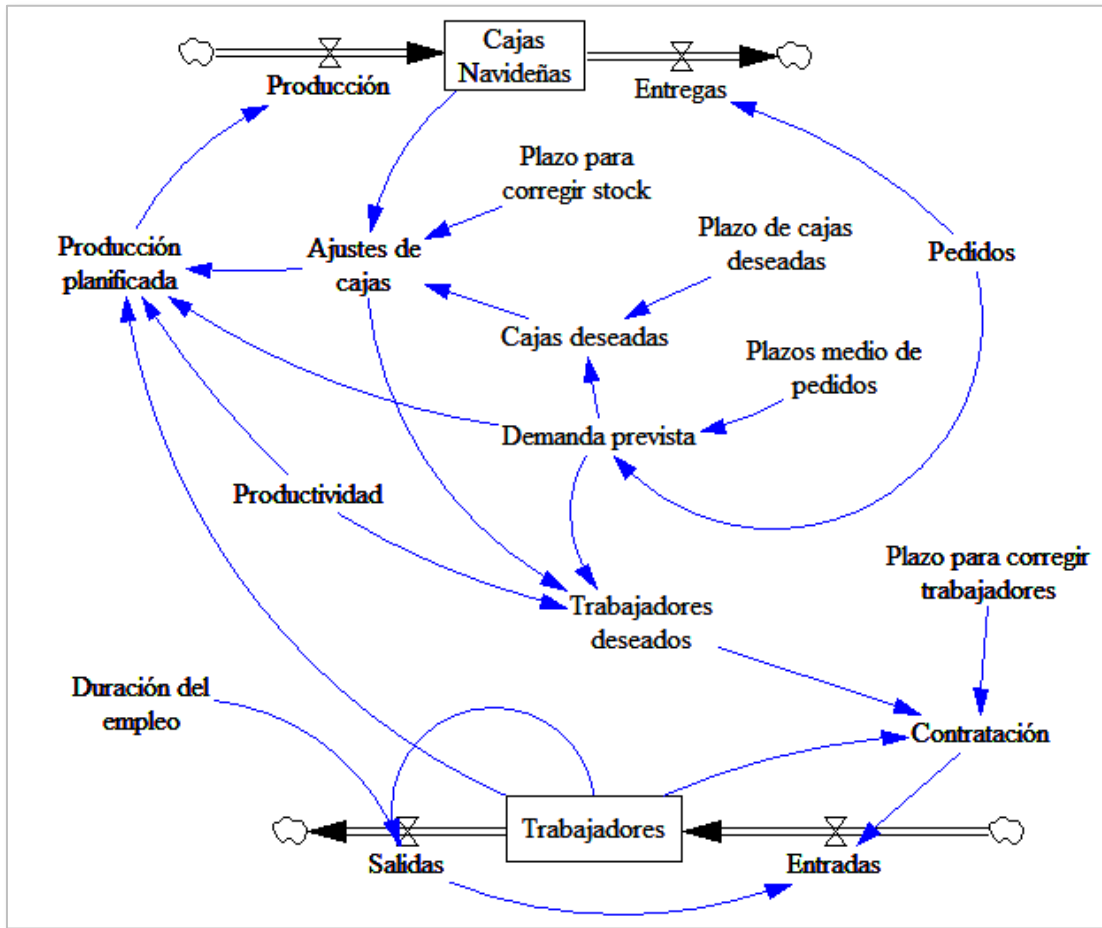 Cajas
Navideñas
Producción
Entregas
Plazo para
corregir stock
Producción
planificada
Ajustes de
cajas
Plazo de cajas
deseadas
Pedidos
Cajas deseadas
Plazos medio de
pedidos
Demanda prevista
Productividad
Plazo para corregir
trabajadores
Trabajadores
deseados
Duración del
empleo
Contratación
Trabajadores
Salidas
Entradas